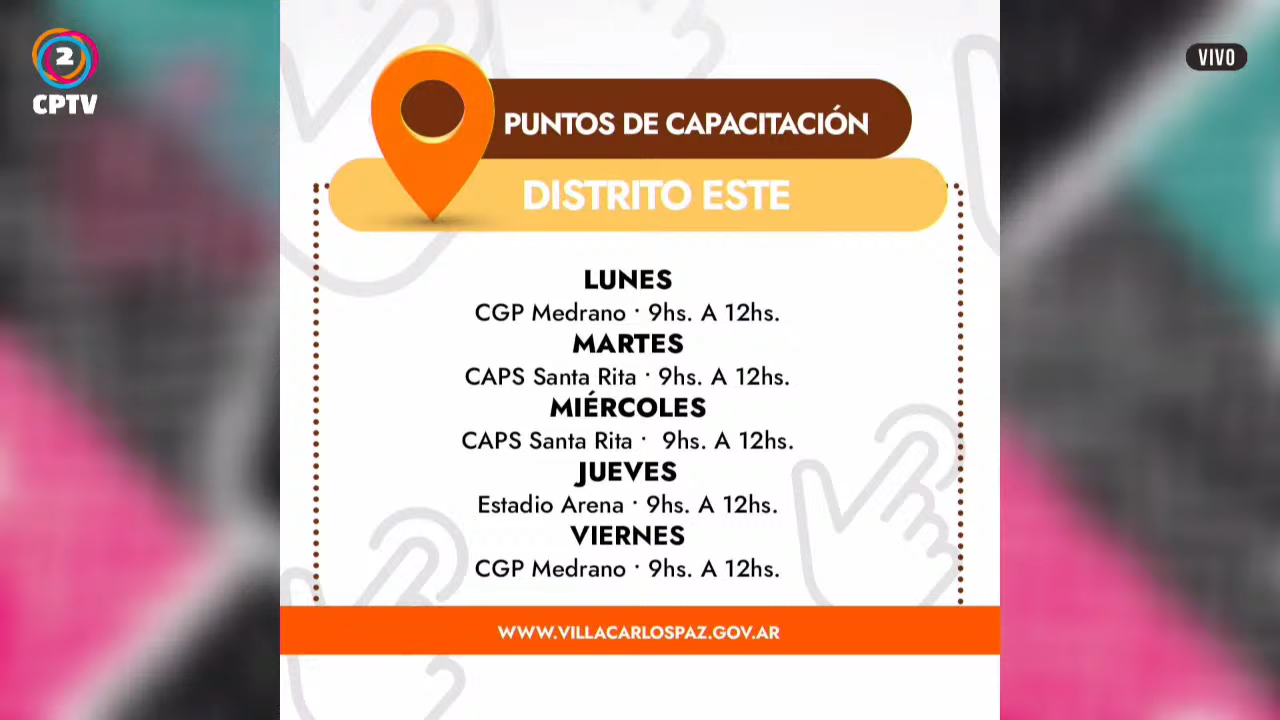 2
CPTV
VIVO
PUNTOS DE CAPACITACIÓN
DISTRITO ESTE
LUNES
CGP Medrano · 9hs. A 12hs.
MARTES
CAPS Santa Rita · 9hs. A 12hs.
MIÉRCOLES
CAPS Santa Rita · 9hs. A 12hs.
JUEVES
Estadio Arena · 9hs. A 12hs.
VIERNES
CGP Medrano · 9hs. A 12hs.
WWW.VILLACARLOSPAZ.GOV.AR